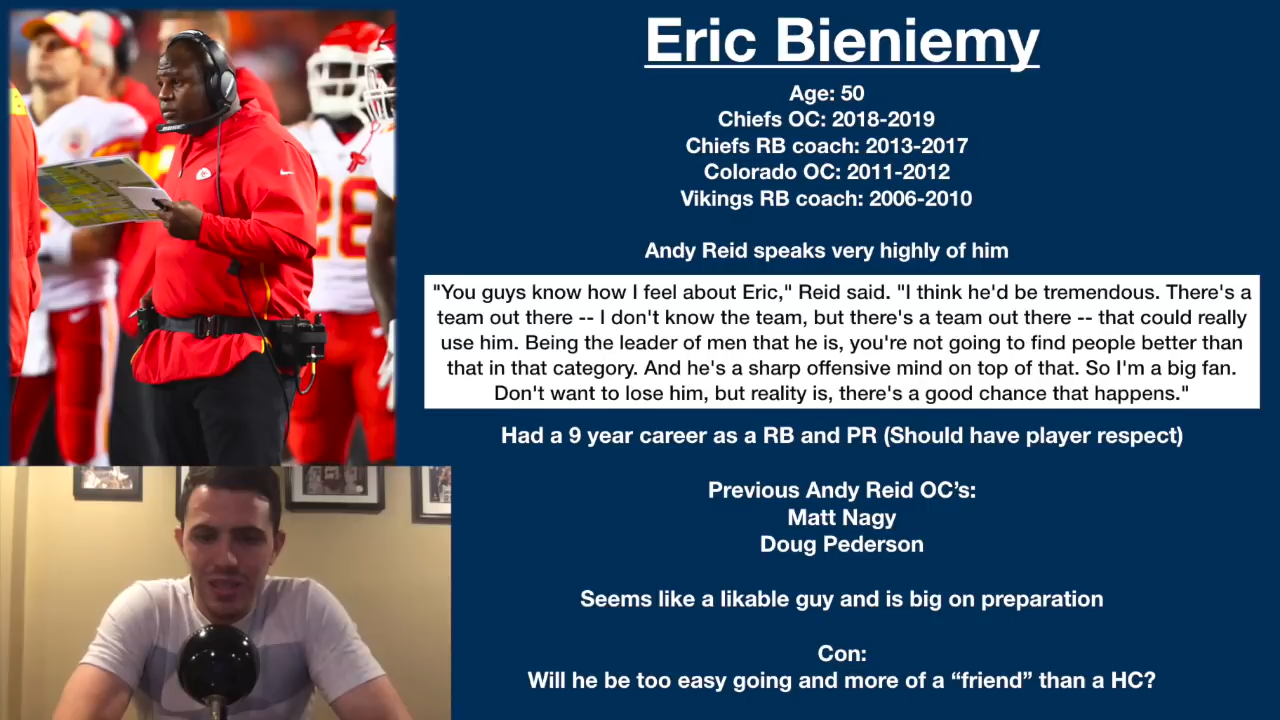 Eric Bieniemy
Age: 50
Chiefs OC: 2018-2019
Chiefs RB coach: 2013-2017
Colorado OC: 2011-2012
Vikings RB coach: 2006-2010
Andy Reid speaks very highly of him
"You guys know how I feel about Eric," Reid said. "I think he'd be tremendous. There's a
team out there -- I don't know the team, but there's a team out there -- that could really
use him. Being the leader of men that he is, you're not going to find people better than
that in that category. And he's a sharp offensive mind on top of that. So I'm a big fan.
Don't want to lose him, but reality is, there's a good chance that happens."
Had a 9 year career as a RB and PR (Should have player respect)
Previous Andy Reid OC’s:
Matt Nagy
Doug Pederson
Seems like a likable guy and is big on preparation
Con:
Will he be too easy going and more of a “friend” than a HC?
BOSE
26